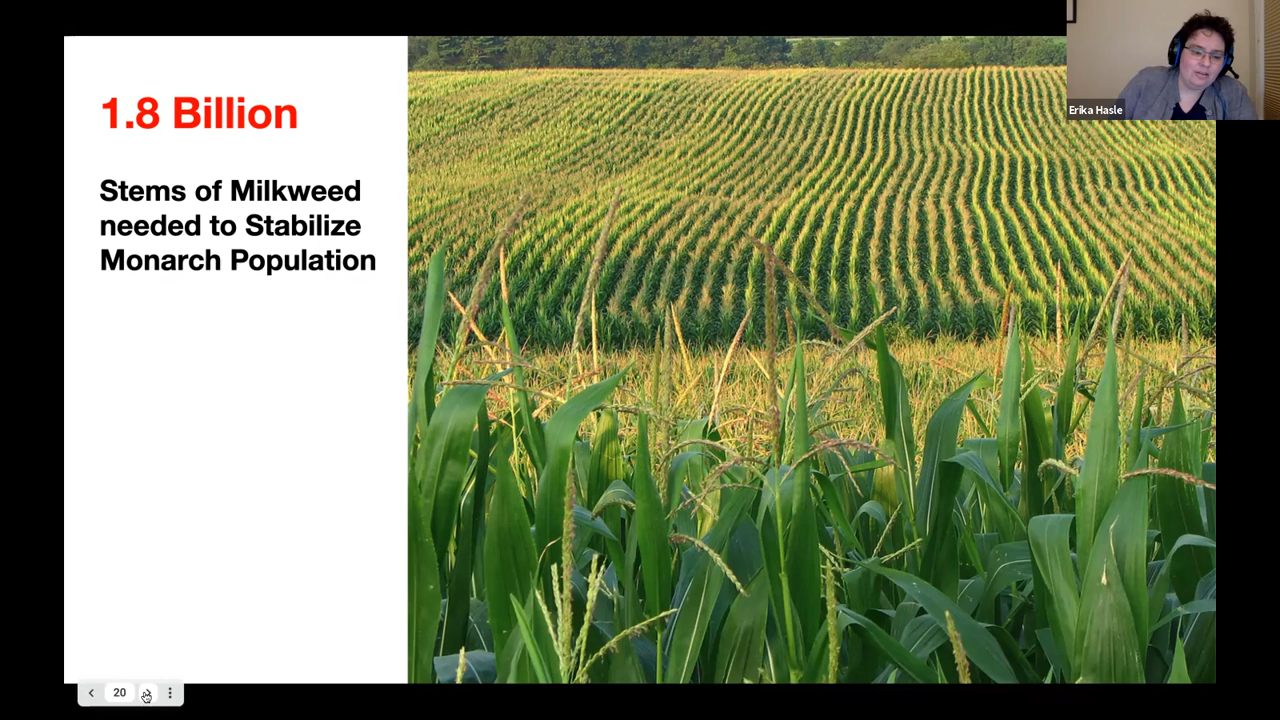 1.8 Billion
Stems of Milkweed
needed to Stabilize
Monarch Population
Erika Hasle
20